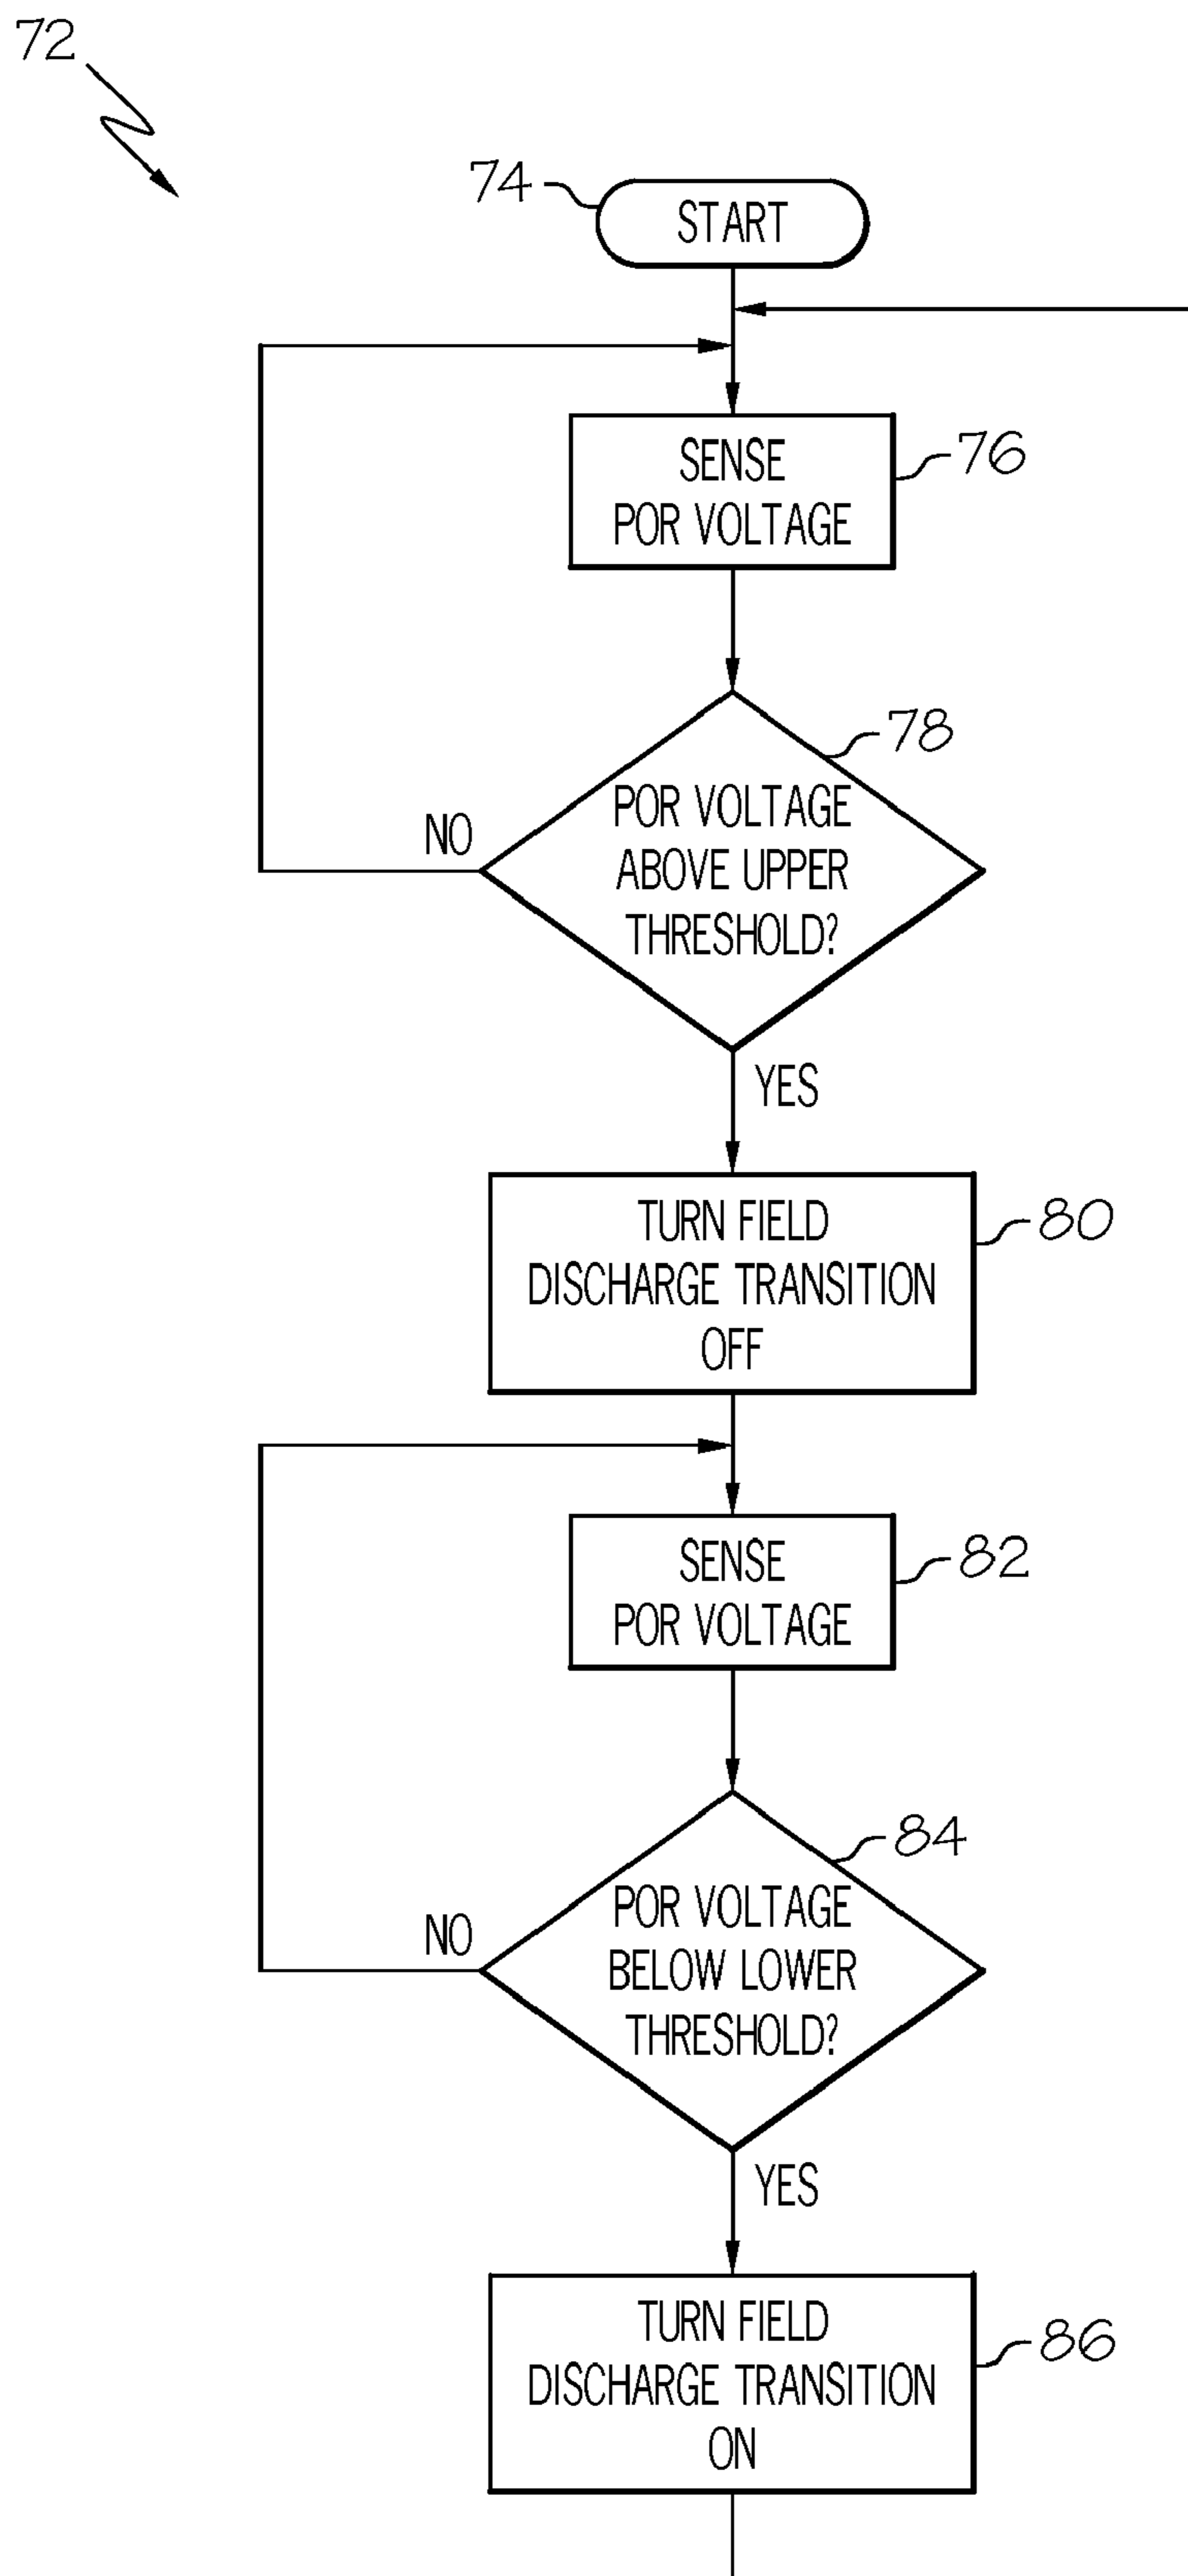 72
74
START
SENSE
POR VOLTAGE
76
78
POR VOLTAGE
ABOVE UPPER
THRESHOLD?
NO
YES
TURN FIELD
DISCHARGE TRANSITION
OFF
80
SENSE
POR VOLTAGE
82
84
POR VOLTAGE
BELOW LOWER
THRESHOLD?
NO
YES
TURN FIELD
DISCHARGE TRANSITION
ON
86